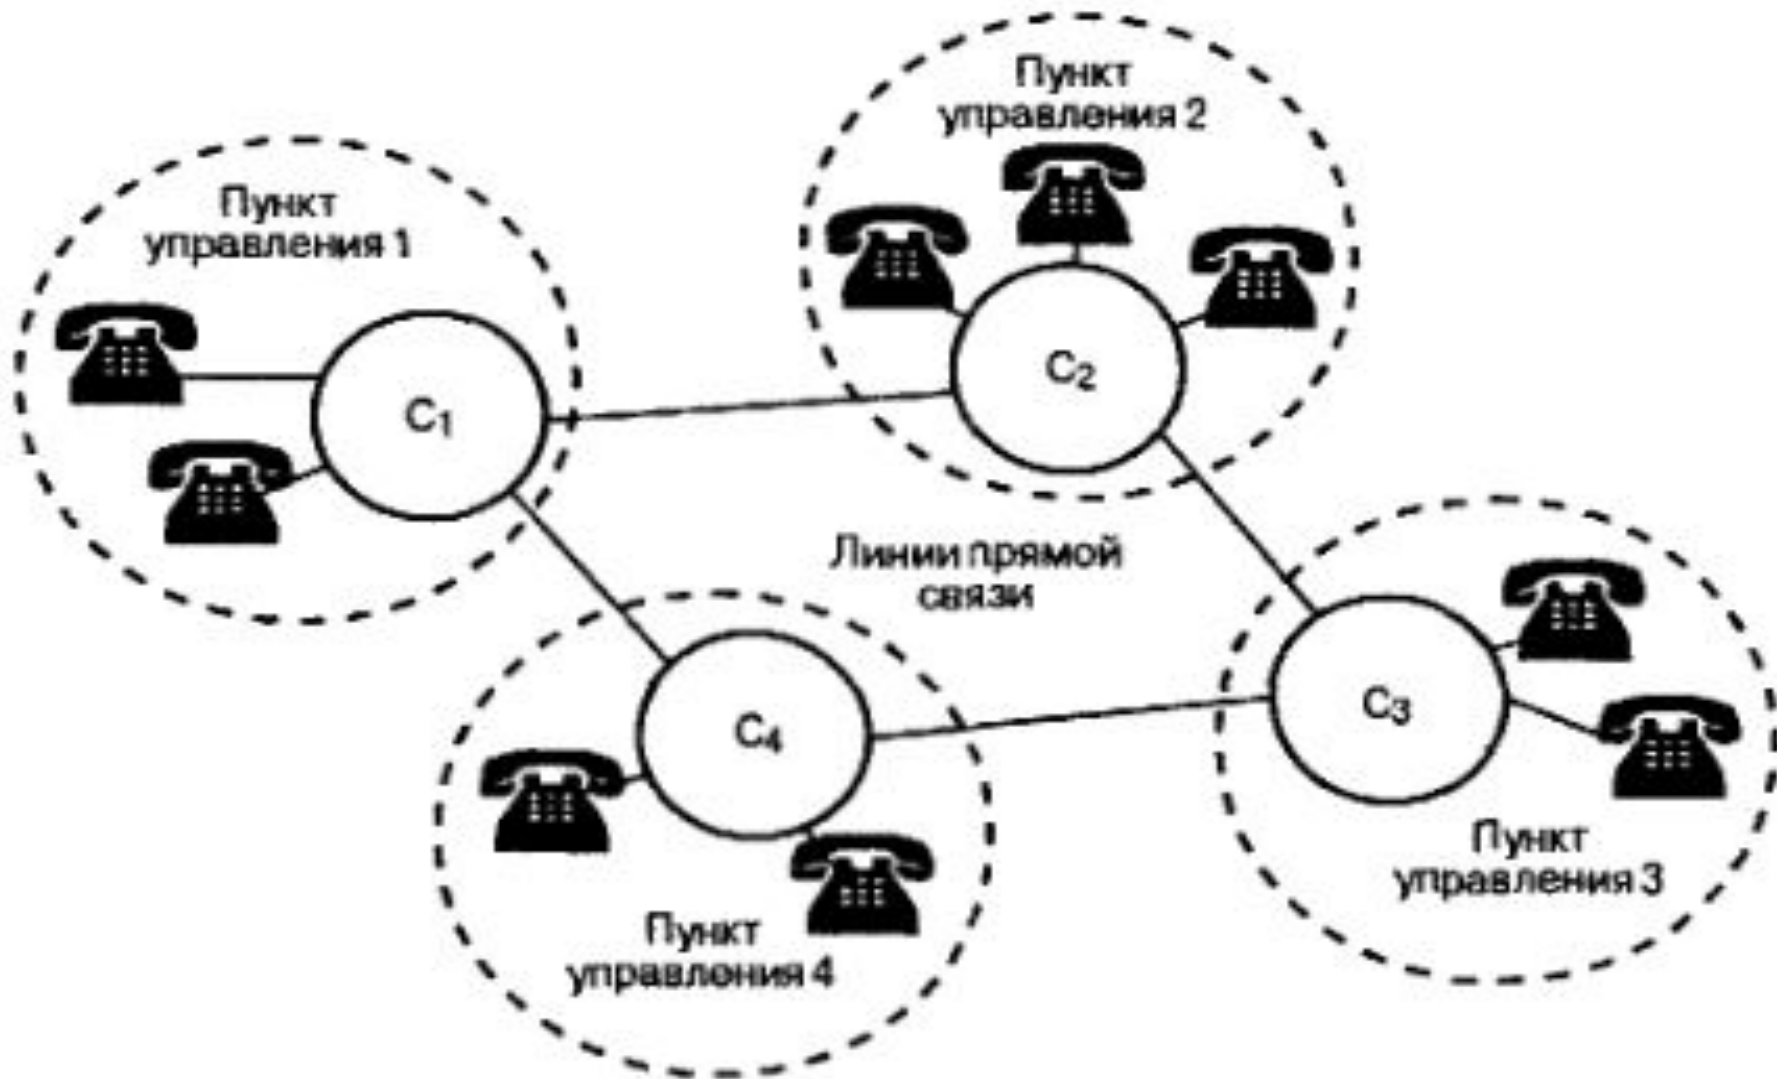 Пункт
управления 2
Пункт
управления 1
C₂
C₁
Линии прямой
связи
C₃
C₄
Пункт
управления 3
Пункт
управления 4